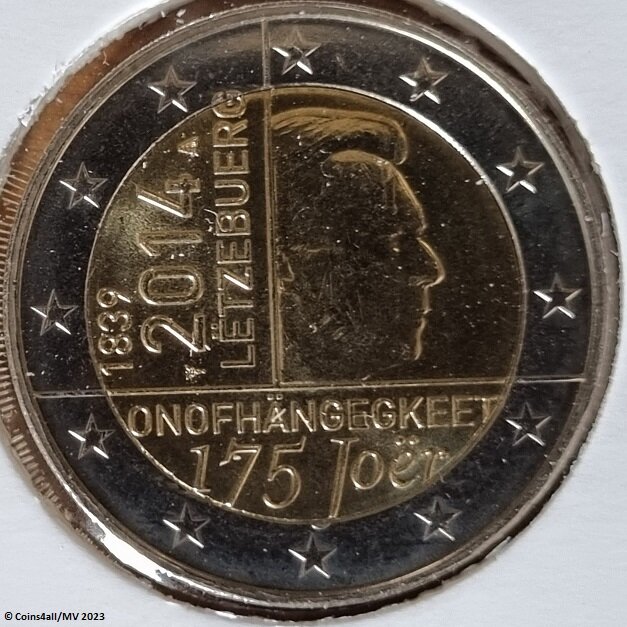 1839
2014 A
LËTZEBUERG
ONOFHÄNGEGKEET
175 Joër
© Coins4all/MV 2023